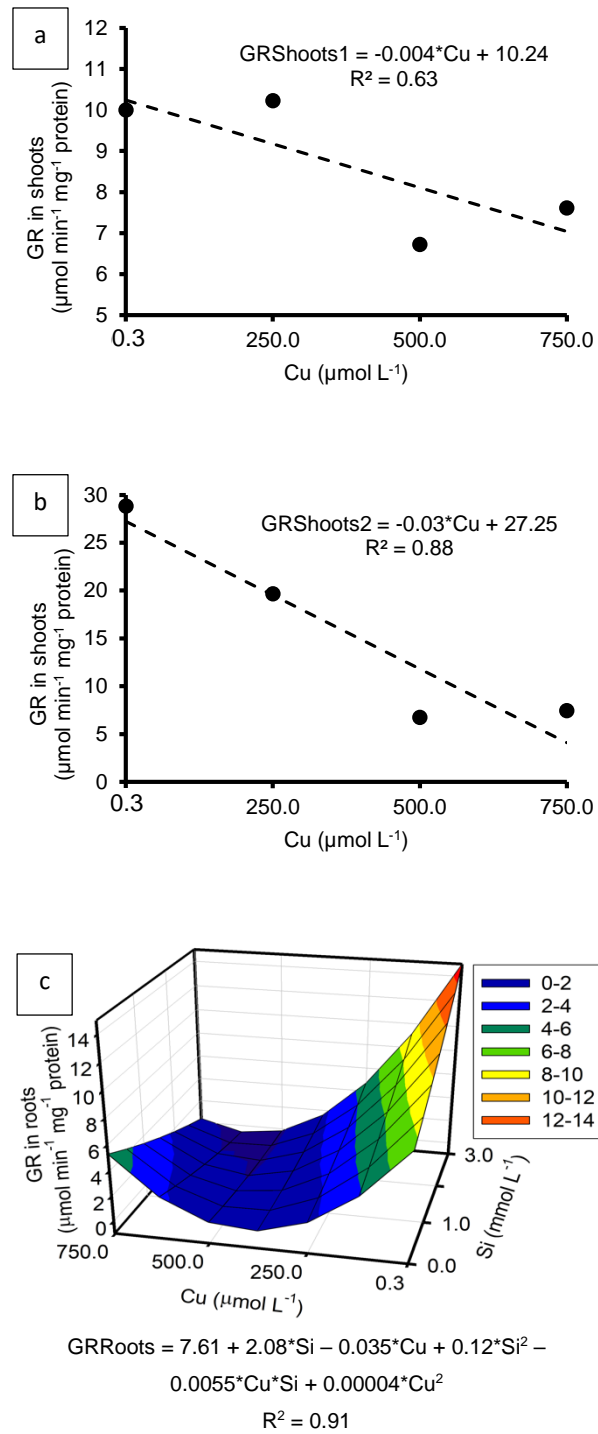 a
GRShoots1 = -0.004*Cu + 10.24
R² = 0.63
GR in shoots
(µmol min⁻¹ mg⁻¹ protein)
12
11
10
9
8
7
6
5
0.3 250.0 500.0 750.0
Cu (µmol L⁻¹)
b
GRShoots2 = -0.03*Cu + 27.25
R² = 0.88
GR in shoots
(µmol min⁻¹ mg⁻¹ protein)
30
25
20
15
10
5
0
0.3 250.0 500.0 750.0
Cu (µmol L⁻¹)
c
GR in roots
(µmol min⁻¹ mg⁻¹ protein)
14
12
10
8
6
4
2
0
750.0 500.0 250.0 0.3
Cu (µmol L⁻¹)
3.0
1.0
0.0
Si (mmol L⁻¹)
0-2
2-4
4-6
6-8
8-10
10-12
12-14
GRRoots = 7.61 + 2.08*Si – 0.035*Cu + 0.12*Si² –
0.0055*Cu*Si + 0.00004*Cu²
R² = 0.91